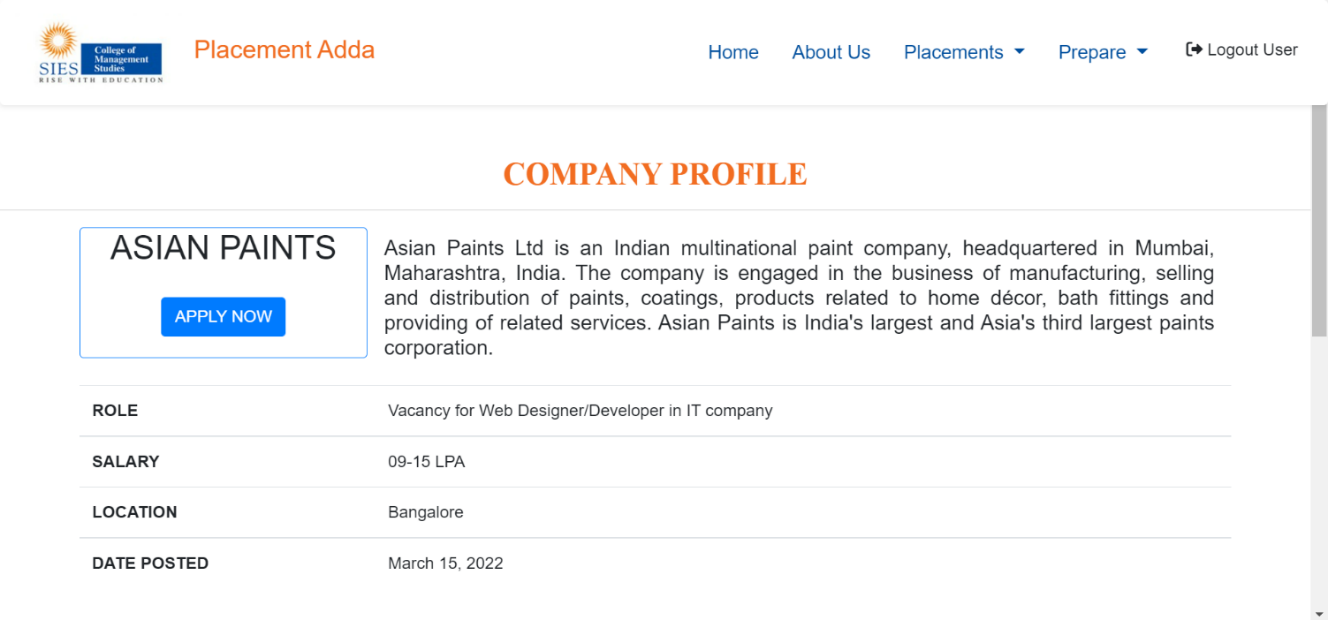 SIES
College of
Management
Studies
RISE WITH EDUCATION
Placement Adda
Home About Us Placements Prepare Logout User
COMPANY PROFILE
ASIAN PAINTS
APPLY NOW
Asian Paints Ltd is an Indian multinational paint company, headquartered in Mumbai,
Maharashtra, India. The company is engaged in the business of manufacturing, selling
and distribution of paints, coatings, products related to home décor, bath fittings and
providing of related services. Asian Paints is India's largest and Asia's third largest paints
corporation.
ROLE Vacancy for Web Designer/Developer in IT company
SALARY 09-15 LPA
LOCATION Bangalore
DATE POSTED March 15, 2022